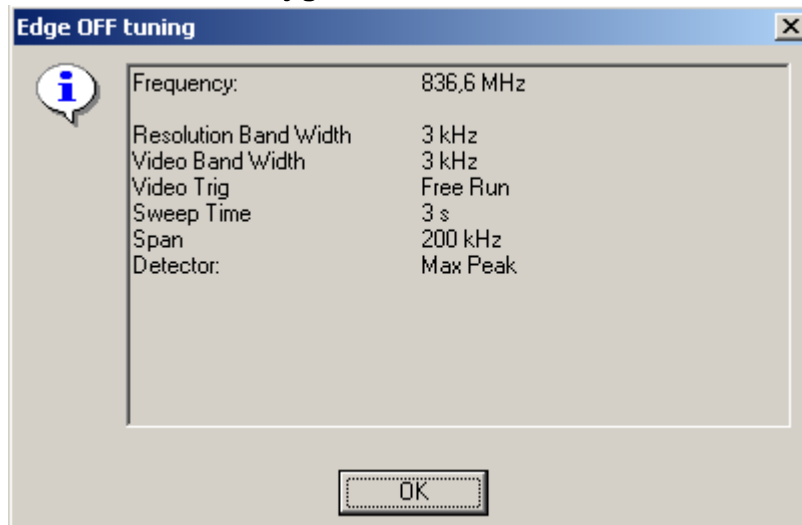 Edge OFF tuning
Frequency: 836,6 MHz
Resolution Band Width 3 kHz
Video Band Width 3 kHz
Video Trig Free Run
Sweep Time 3 s
Span 200 kHz
Detector: Max Peak
OK